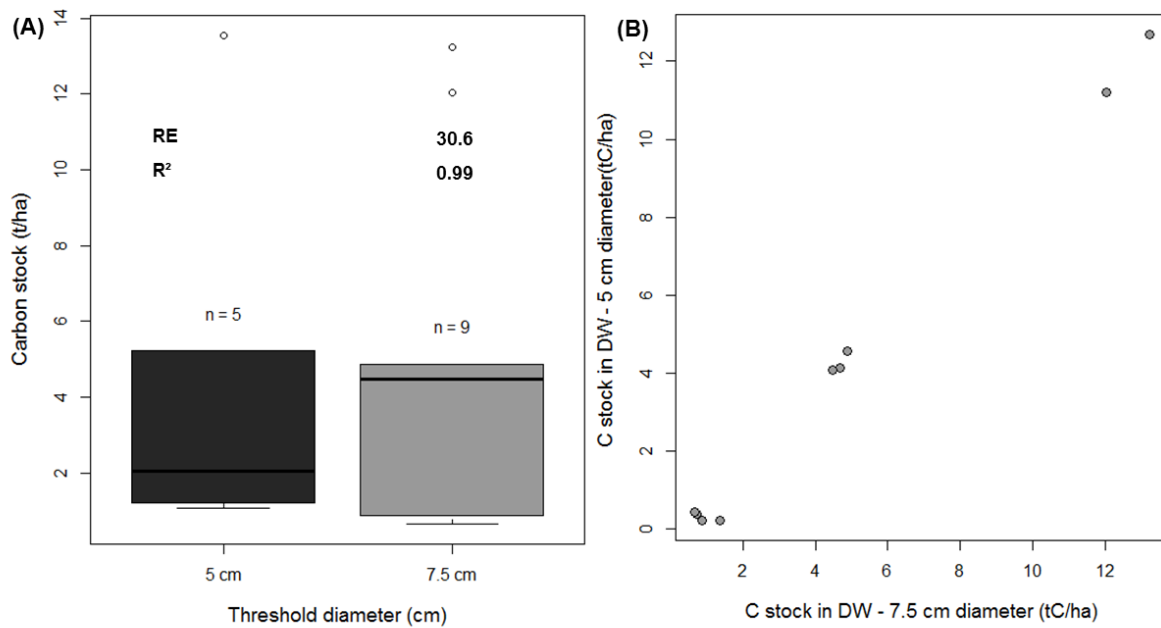 (A)
14
12
10
8
6
4
2
Carbon stock (t/ha)
RE 30.6
R² 0.99
n = 5
n = 9
5 cm 7.5 cm
Threshold diameter (cm)
(B)
12
10
8
6
4
2
0
C stock in DW - 5 cm diameter(tC/ha)
2 4 6 8 10 12
C stock in DW - 7.5 cm diameter (tC/ha)